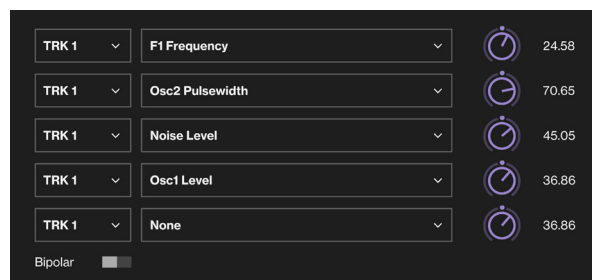 TRK 1 F1 Frequency 24.58
TRK 1 Osc2 Pulsewidth 70.65
TRK 1 Noise Level 45.05
TRK 1 Osc1 Level 36.86
TRK 1 None 36.86
Bipolar